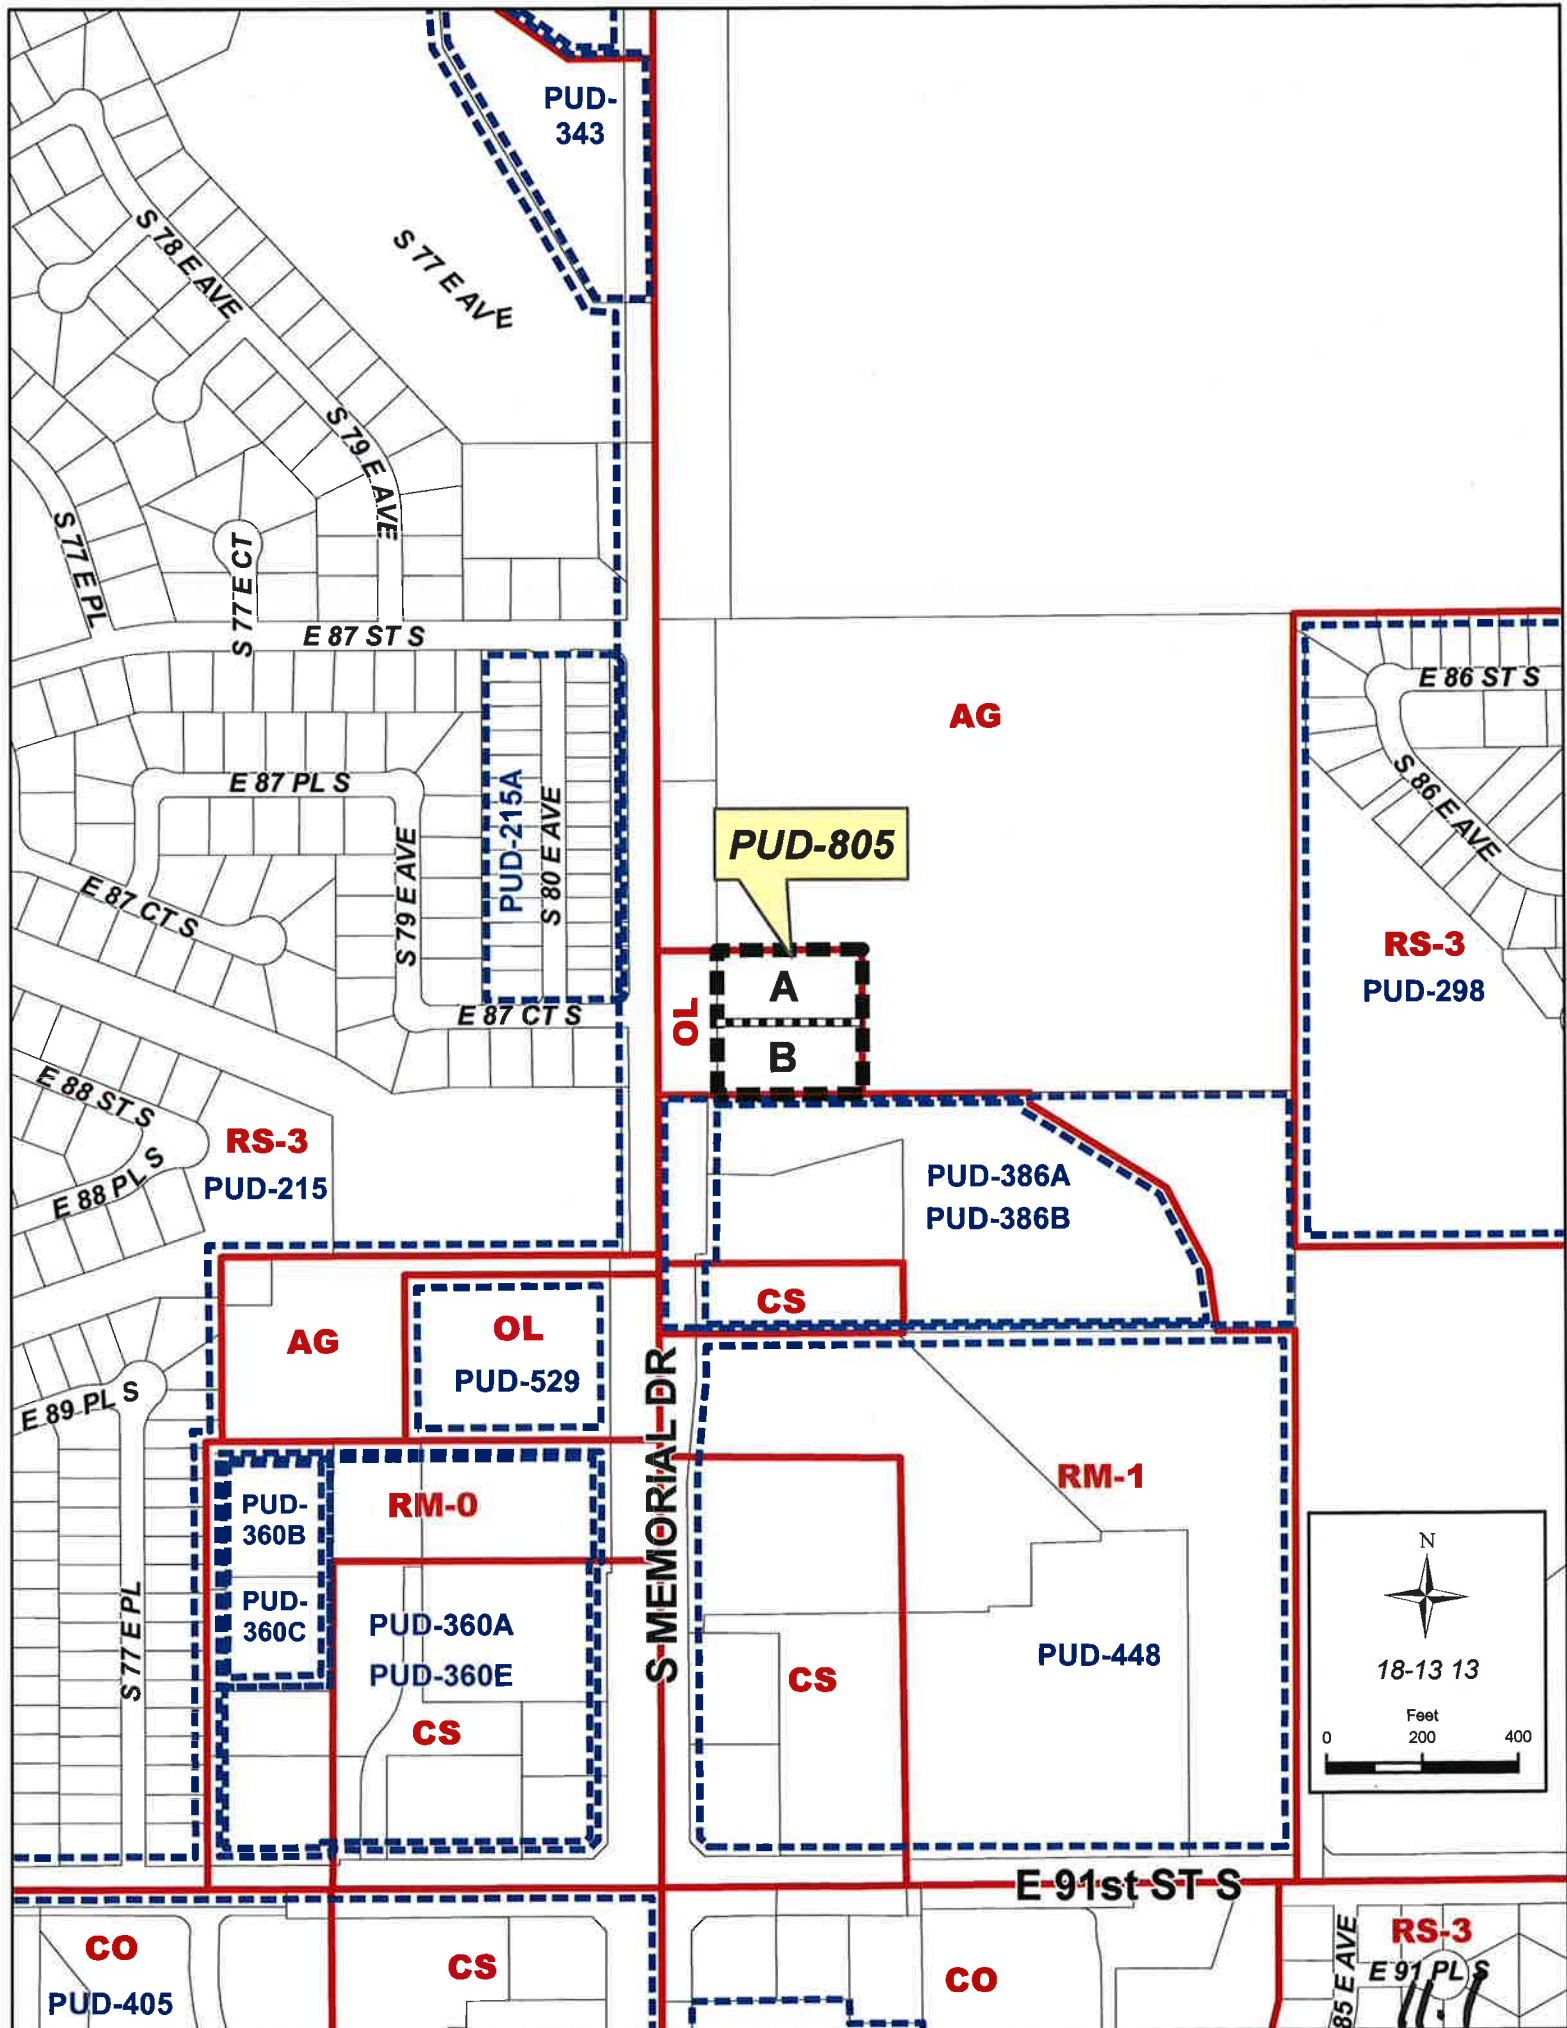 PUD-
343
S 78 E AVE
S 77 E AVE
S 79 E AVE
S 77 E PL
S 77 E CT
E 87 ST S
E 86 ST S
AG
S 86 E AVE
E 87 PL S
PUD-215A
S 80 E AVE
S 79 E AVE
PUD-805
E 87 CT S
RS-3
PUD-298
A
OL
B
E 87 CT S
E 88 ST S
RS-3
PUD-215
E 88 PL S
PUD-386A
PUD-386B
CS
AG
OL
PUD-529
E 89 PL S
S MEMORIAL DR
RM-1
PUD-
360B
RM-0
PUD-
360C
PUD-360A
PUD-360E
S 77 E PL
PUD-448
CS
CS
N
18-13 13
Feet
0 200 400
E 91st ST S
CO
PUD-405
CS
CO
85 E AVE
RS-3
E 91 PL S